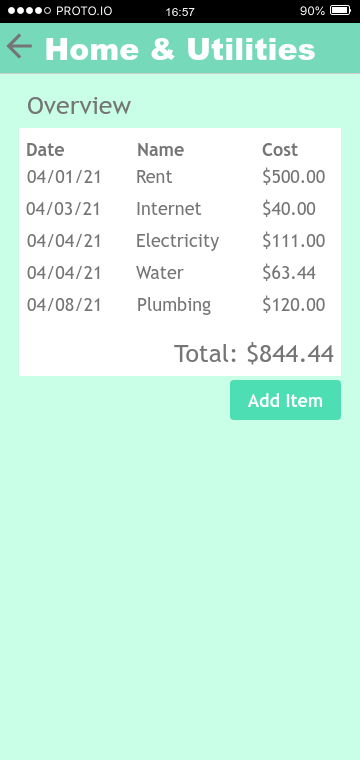 PROTO.IO 16:57 90%
Home & Utilities
Overview
Date Name Cost
04/01/21 Rent $500.00
04/03/21 Internet $40.00
04/04/21 Electricity $111.00
04/04/21 Water $63.44
04/08/21 Plumbing $120.00
Total: $844.44
Add Item